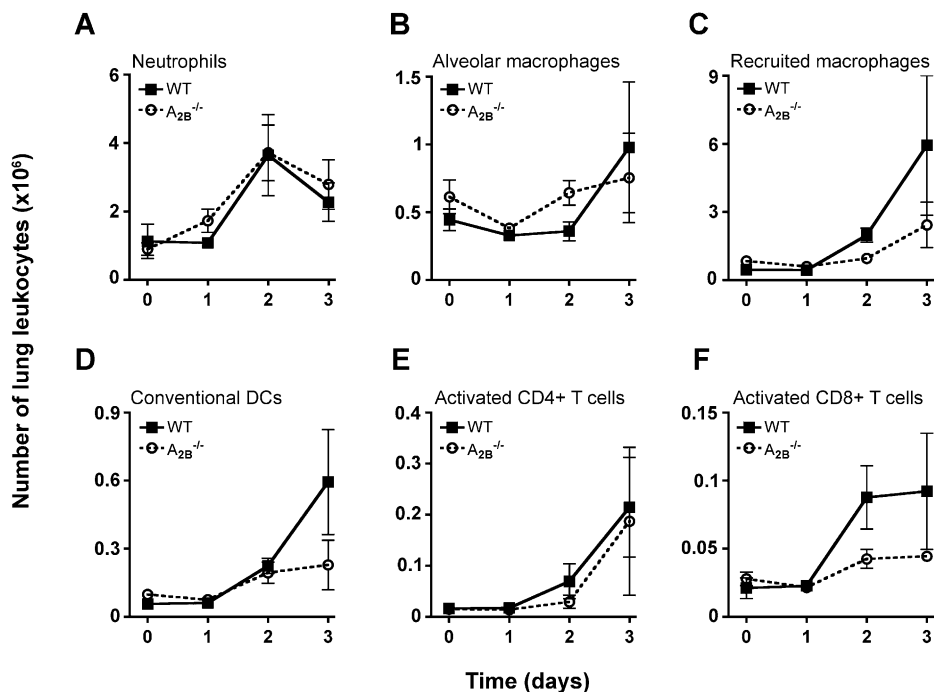 A
Neutrophils
WT
A2B-/-
6
4
2
0
0 1 2 3
B
Alveolar macrophages
WT
A2B-/-
1.5
1
0.5
0
0 1 2 3
C
Recruited macrophages
WT
A2B-/-
9
6
3
0
0 1 2 3
Number of lung leukocytes (x10⁶)
D
Conventional DCs
WT
A2B-/-
0.9
0.6
0.3
0
0 1 2 3
E
Activated CD4+ T cells
WT
A2B-/-
0.4
0.3
0.2
0.1
0
0 1 2 3
F
Activated CD8+ T cells
WT
A2B-/-
0.15
0.1
0.05
0
0 1 2 3
Time (days)